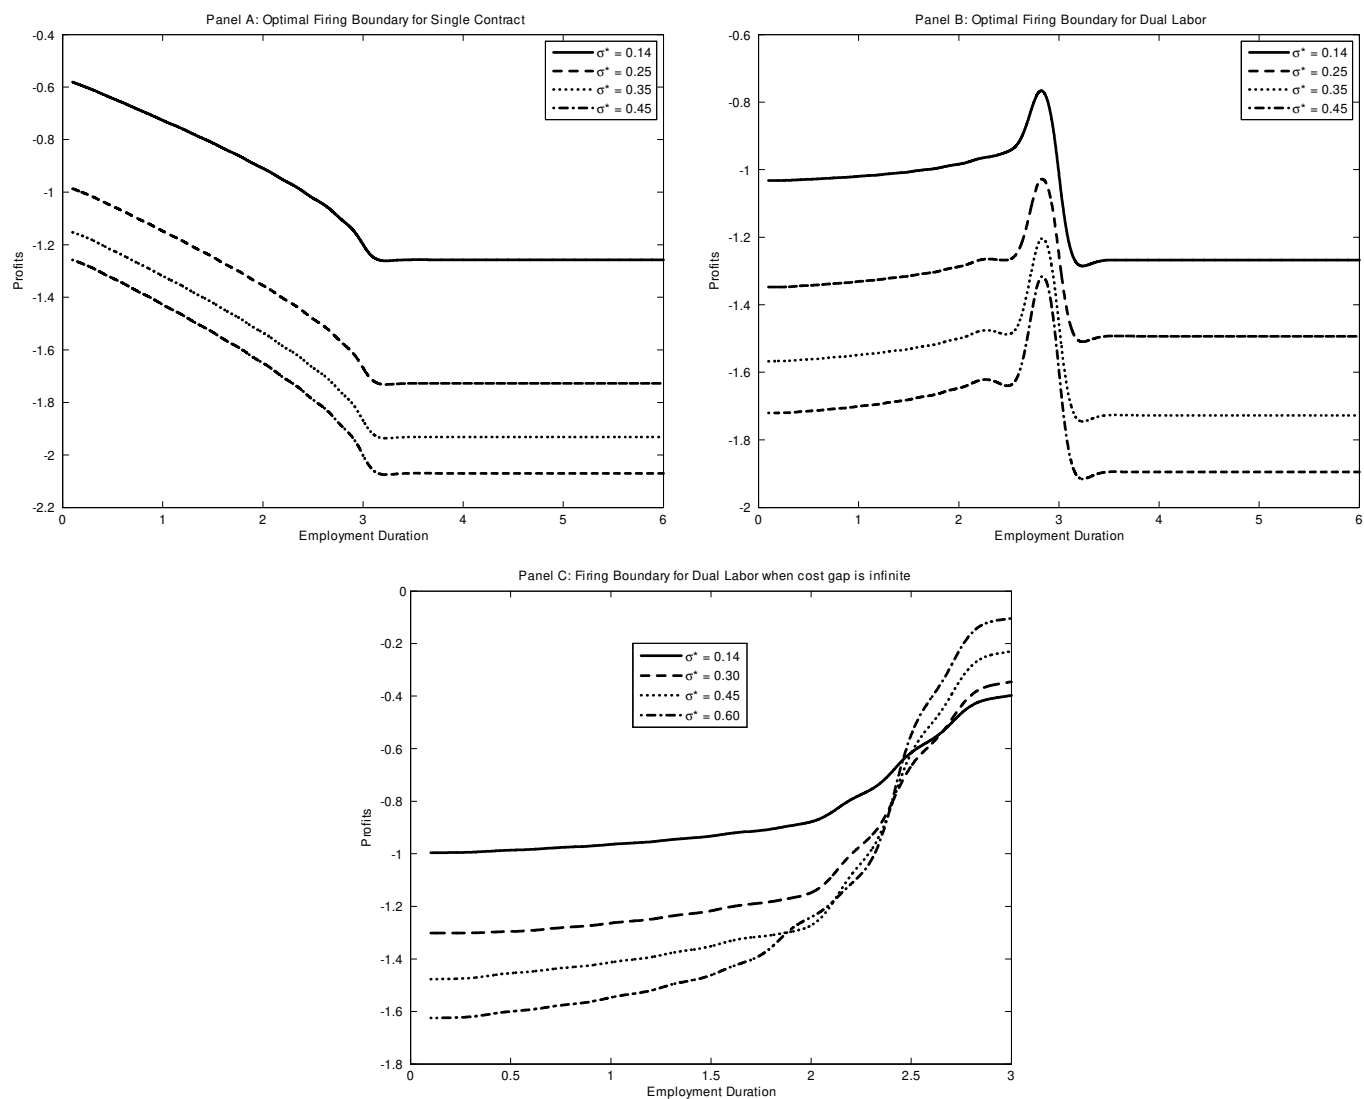 Panel A: Optimal Firing Boundary for Single Contract
-0.4
-0.6
-0.8
-1
-1.2
-1.4
-1.6
-1.8
-2
-2.2
Profits
0 1 2 3 4 5 6
Employment Duration
σ* = 0.14
σ* = 0.25
σ* = 0.35
σ* = 0.45
Panel B: Optimal Firing Boundary for Dual Labor
-0.6
-0.8
-1
-1.2
-1.4
-1.6
-1.8
-2
Profits
0 1 2 3 4 5 6
Employment Duration
σ* = 0.14
σ* = 0.25
σ* = 0.35
σ* = 0.45
Panel C: Firing Boundary for Dual Labor when cost gap is infinite
0
-0.2
-0.4
-0.6
-0.8
-1
-1.2
-1.4
-1.6
-1.8
Profits
0 0.5 1 1.5 2 2.5 3
Employment Duration
σ* = 0.14
σ* = 0.30
σ* = 0.45
σ* = 0.60